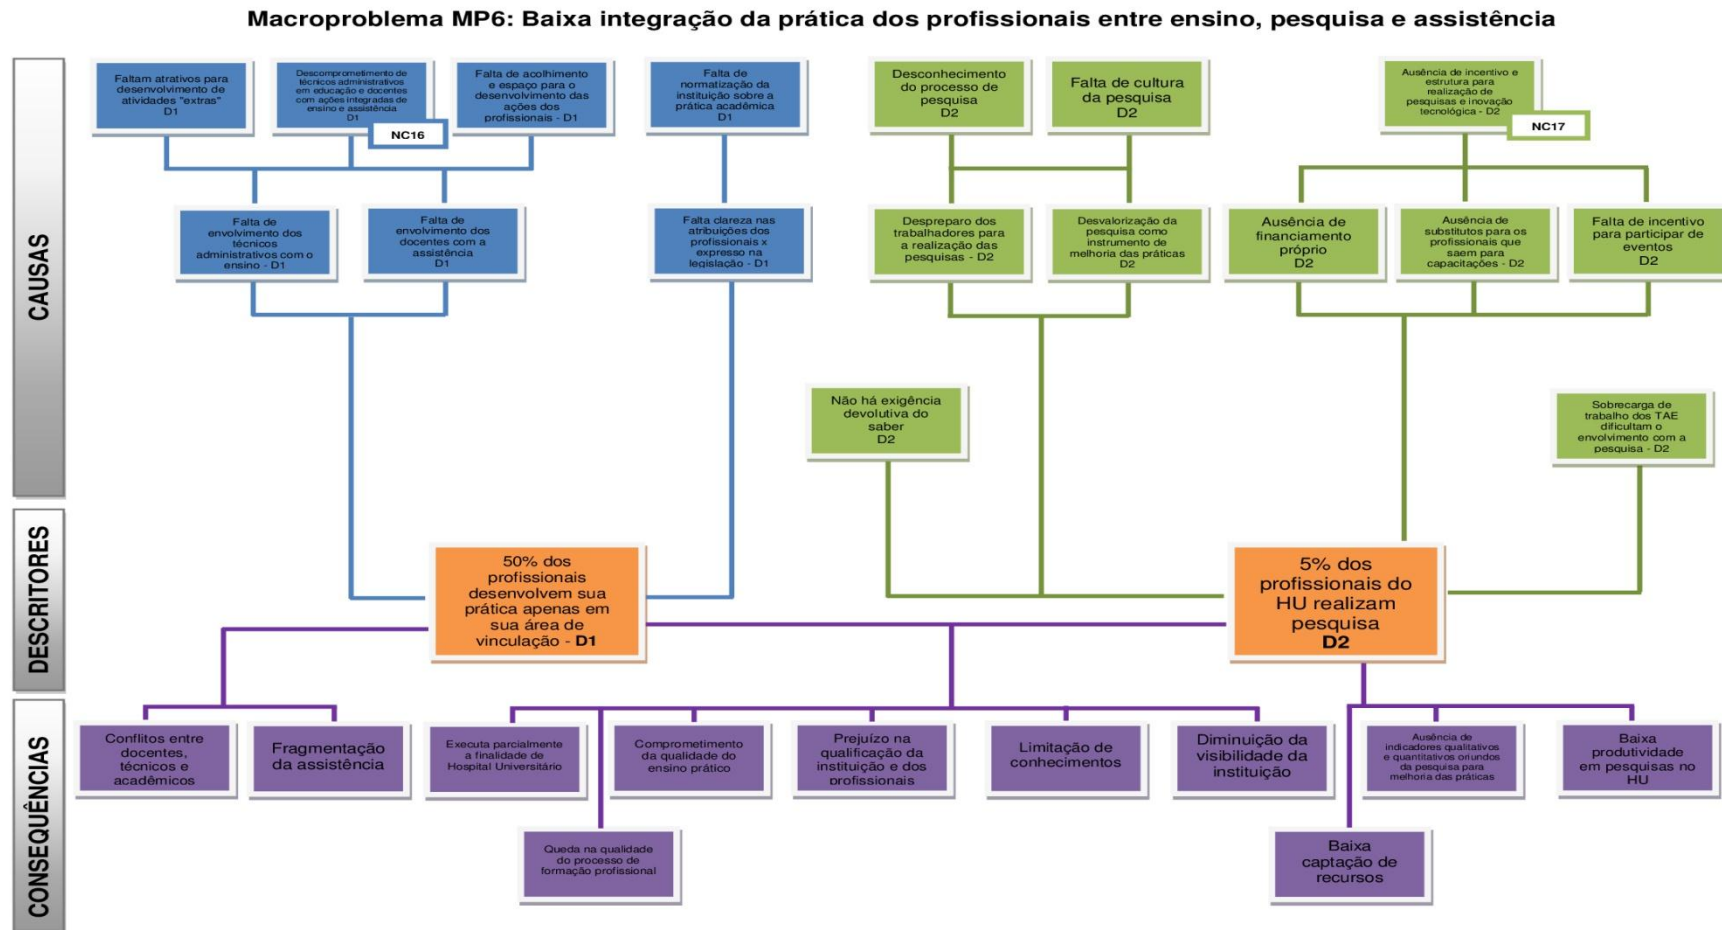 Macroproblema MP6: Baixa integração da prática dos profissionais entre ensino, pesquisa e assistência
CAUSAS
Faltam atrativos para
desenvolvimento de
atividades "extras"
D1
Descomprometimento de
técnicos administrativos
em educação e docentes
com ações integradas de
ensino e assistência
D1
NC16
Falta de acolhimento
e espaço para o
desenvolvimento das
ações dos
profissionais - D1
Falta de
normatização da
instituição sobre a
prática acadêmica
D1
Desconhecimento
do processo de
pesquisa
D2
Falta de cultura
da pesquisa
D2
Ausência de incentivo e
estrutura para
realização de
pesquisas e inovação
tecnológica - D2
NC17
Falta de
envolvimento dos
técnicos
administrativos com o
ensino - D1
Falta de
envolvimento dos
docentes com a
assistência
D1
Falta clareza nas
atribuições dos
profissionais x
expresso na
legislação - D1
Despreparo dos
trabalhadores para
a realização das
pesquisas - D2
Desvalorização da
pesquisa como
instrumento de
melhoria das práticas
D2
Ausência de
financiamento
próprio
D2
Ausência de
substitutos para os
profissionais que
saem para
capacitações - D2
Falta de incentivo
para participar de
eventos
D2
Não há exigência
devolutiva do
saber
D2
Sobrecarga de
trabalho dos TAE
dificultam o
envolvimento com a
pesquisa - D2
DESCRITORES
50% dos
profissionais
desenvolvem sua
prática apenas em
sua área de
vinculação - D1
5% dos
profissionais do
HU realizam
pesquisa
D2
CONSEQUÊNCIAS
Conflitos entre
docentes,
técnicos e
acadêmicos
Fragmentação
da assistência
Executa parcialmente
a finalidade de
Hospital Universitário
Comprometimento
da qualidade do
ensino prático
Prejuízo na
qualificação da
instituição e dos
profissionais
Limitação de
conhecimentos
Diminuição da
visibilidade da
instituição
Ausência de
indicadores qualitativos
e quantitativos oriundos
da pesquisa para
melhoria das práticas
Baixa
produtividade
em pesquisas no
HU
Queda na qualidade
do processo de
formação profissional
Baixa
captação de
recursos